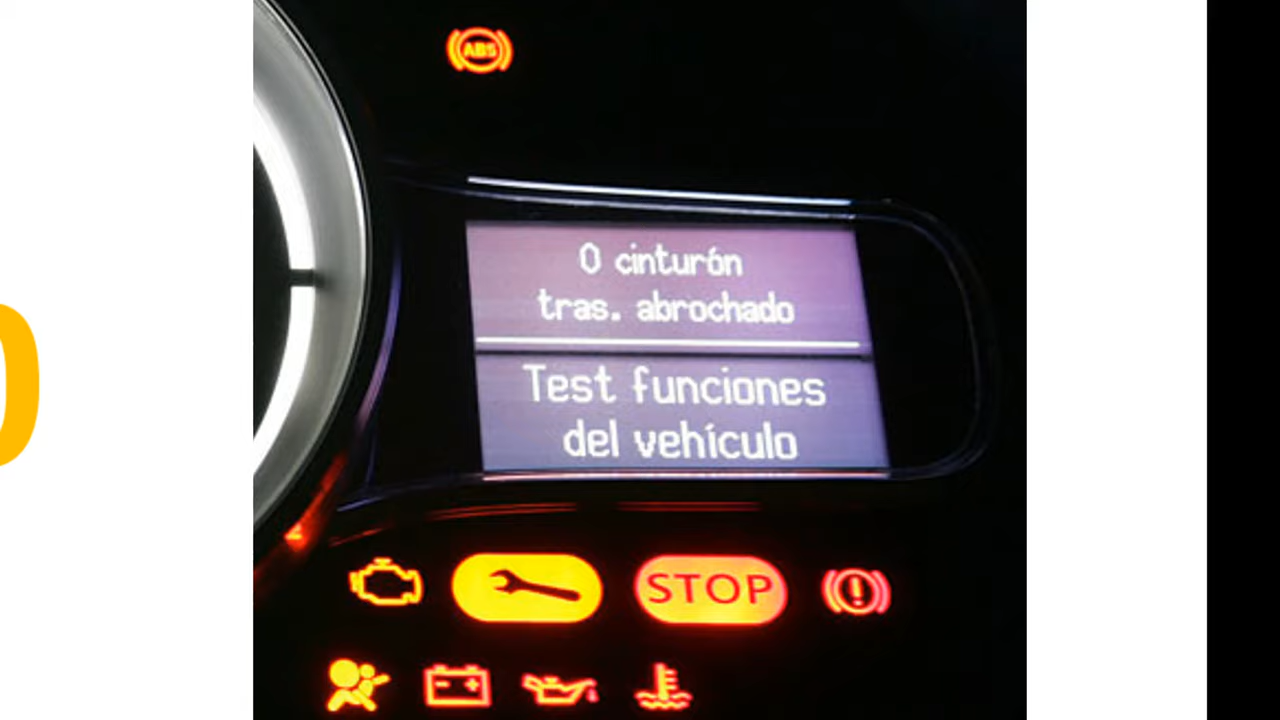 ABS
0 cinturón
tras. abrochado
Test funciones
del vehículo
STOP